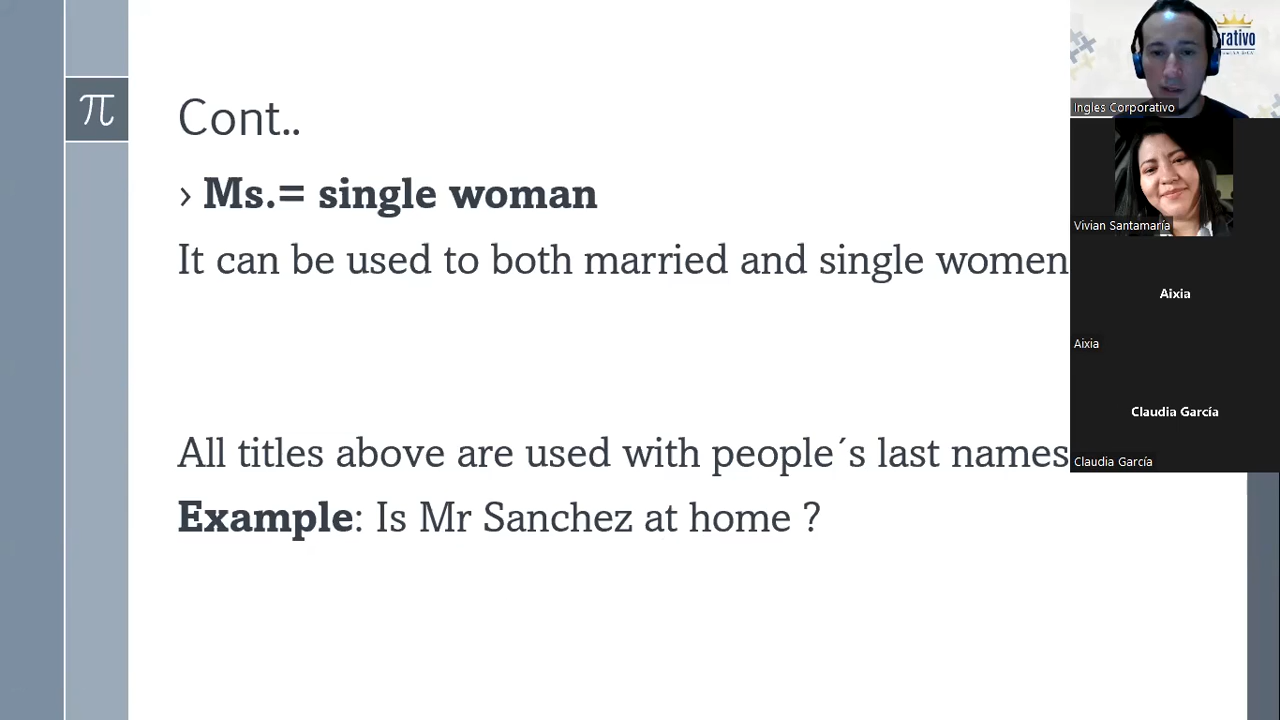 π
Cont..
› Ms.= single woman
It can be used to both married and single women
All titles above are used with people´s last names
Example: Is Mr Sanchez at home ?
rativo
Ingles Corporativo
Vivian Santamaría
Aixia
Aixia
Claudia García
Claudia García